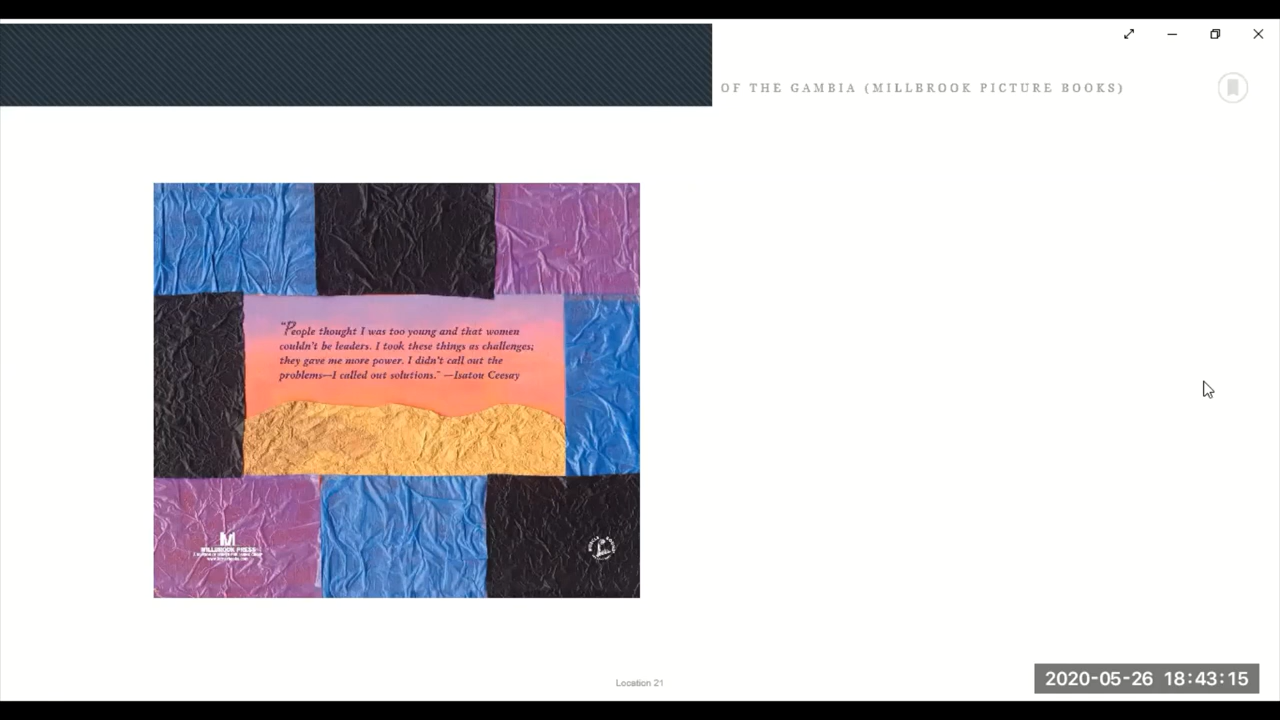 OF THE GAMBIA (MILLBROOK PICTURE BOOKS)
"People thought I was too young and that women
couldn't be leaders. I took these things as challenges;
they gave me more power. I didn't call out the
problems—I called out solutions." —Isatou Ceesay
MILLBROOK PRESS
Location 21
2020-05-26 18:43:15